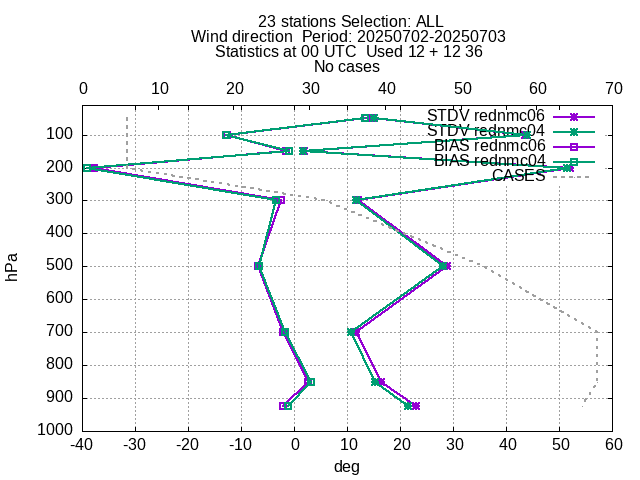 23 stations Selection: ALL
Wind direction  Period: 20250702-20250703
Statistics at 00 UTC  Used 12 + 12 36
No cases
0 10 20 30 40 50 60 70
STDV rednmc06
STDV rednmc04
BIAS rednmc06
BIAS rednmc04
CASES
100
200
300
400
500
600
700
800
900
1000
hPa
-40 -30 -20 -10 0 10 20 30 40 50 60
deg